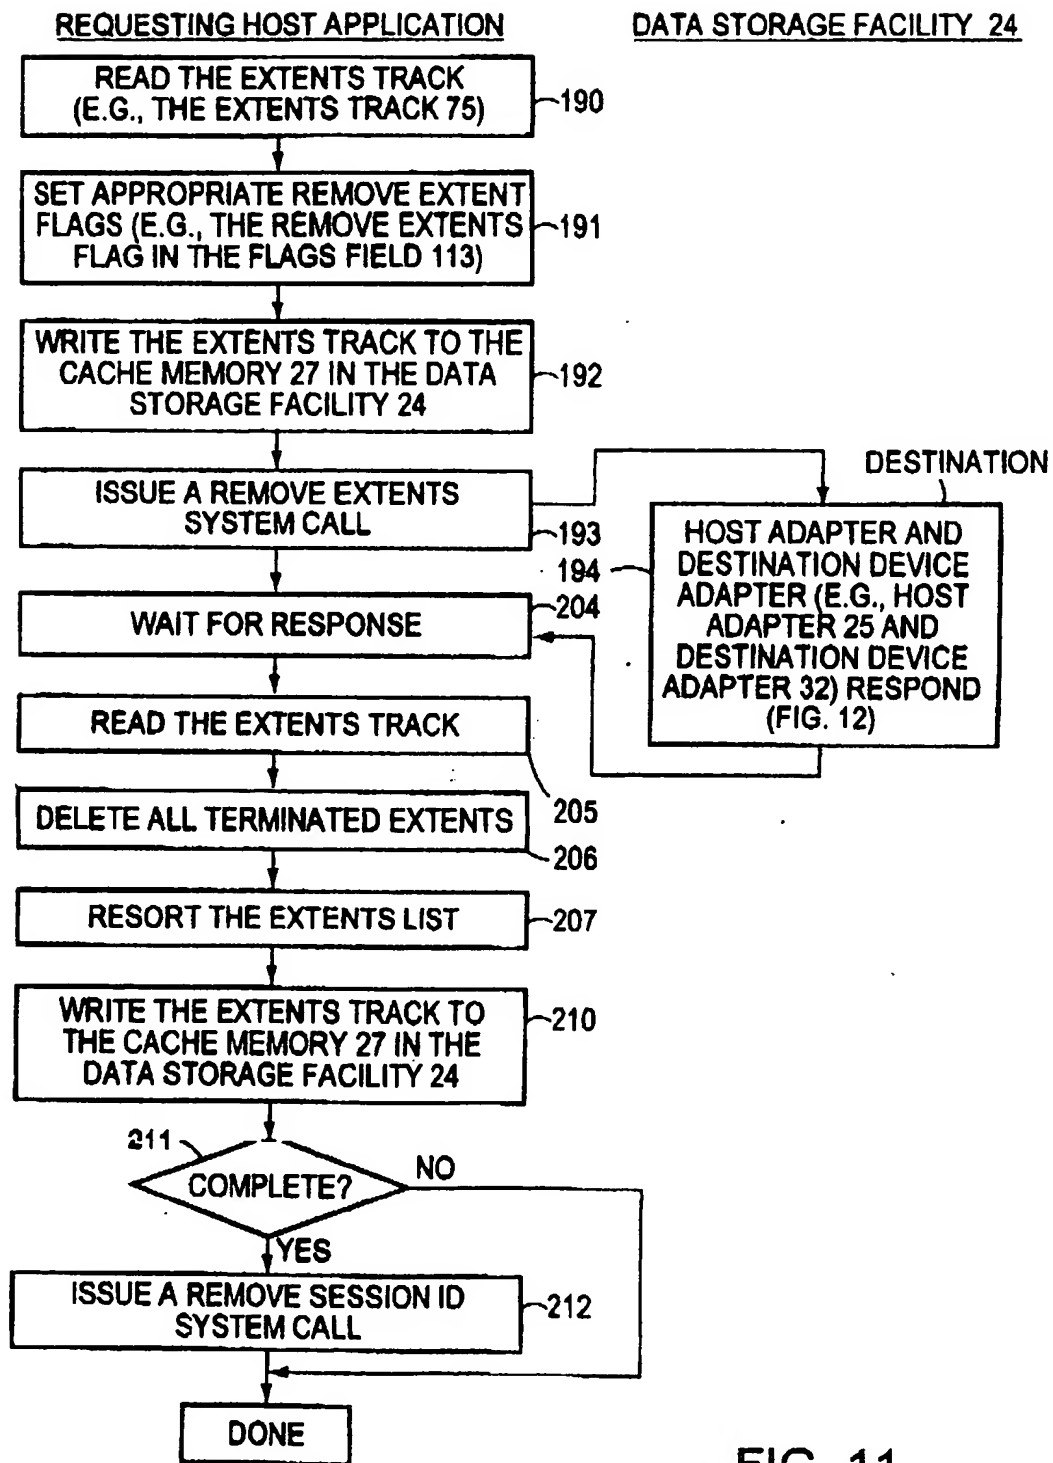 REQUESTING HOST APPLICATION
DATA STORAGE FACILITY 24
READ THE EXTENTS TRACK
(E.G., THE EXTENTS TRACK 75)
190
SET APPROPRIATE REMOVE EXTENT
FLAGS (E.G., THE REMOVE EXTENTS
FLAG IN THE FLAGS FIELD 113)
191
WRITE THE EXTENTS TRACK TO THE
CACHE MEMORY 27 IN THE DATA
STORAGE FACILITY 24
192
ISSUE A REMOVE EXTENTS
SYSTEM CALL
193
DESTINATION
HOST ADAPTER AND
DESTINATION DEVICE
ADAPTER (E.G., HOST
ADAPTER 25 AND
DESTINATION DEVICE
ADAPTER 32) RESPOND
(FIG. 12)
194
WAIT FOR RESPONSE
204
READ THE EXTENTS TRACK
205
DELETE ALL TERMINATED EXTENTS
206
RESORT THE EXTENTS LIST
207
WRITE THE EXTENTS TRACK TO
THE CACHE MEMORY 27 IN THE
DATA STORAGE FACILITY 24
210
211
COMPLETE?
NO
YES
ISSUE A REMOVE SESSION ID
SYSTEM CALL
212
DONE
FIG. 11